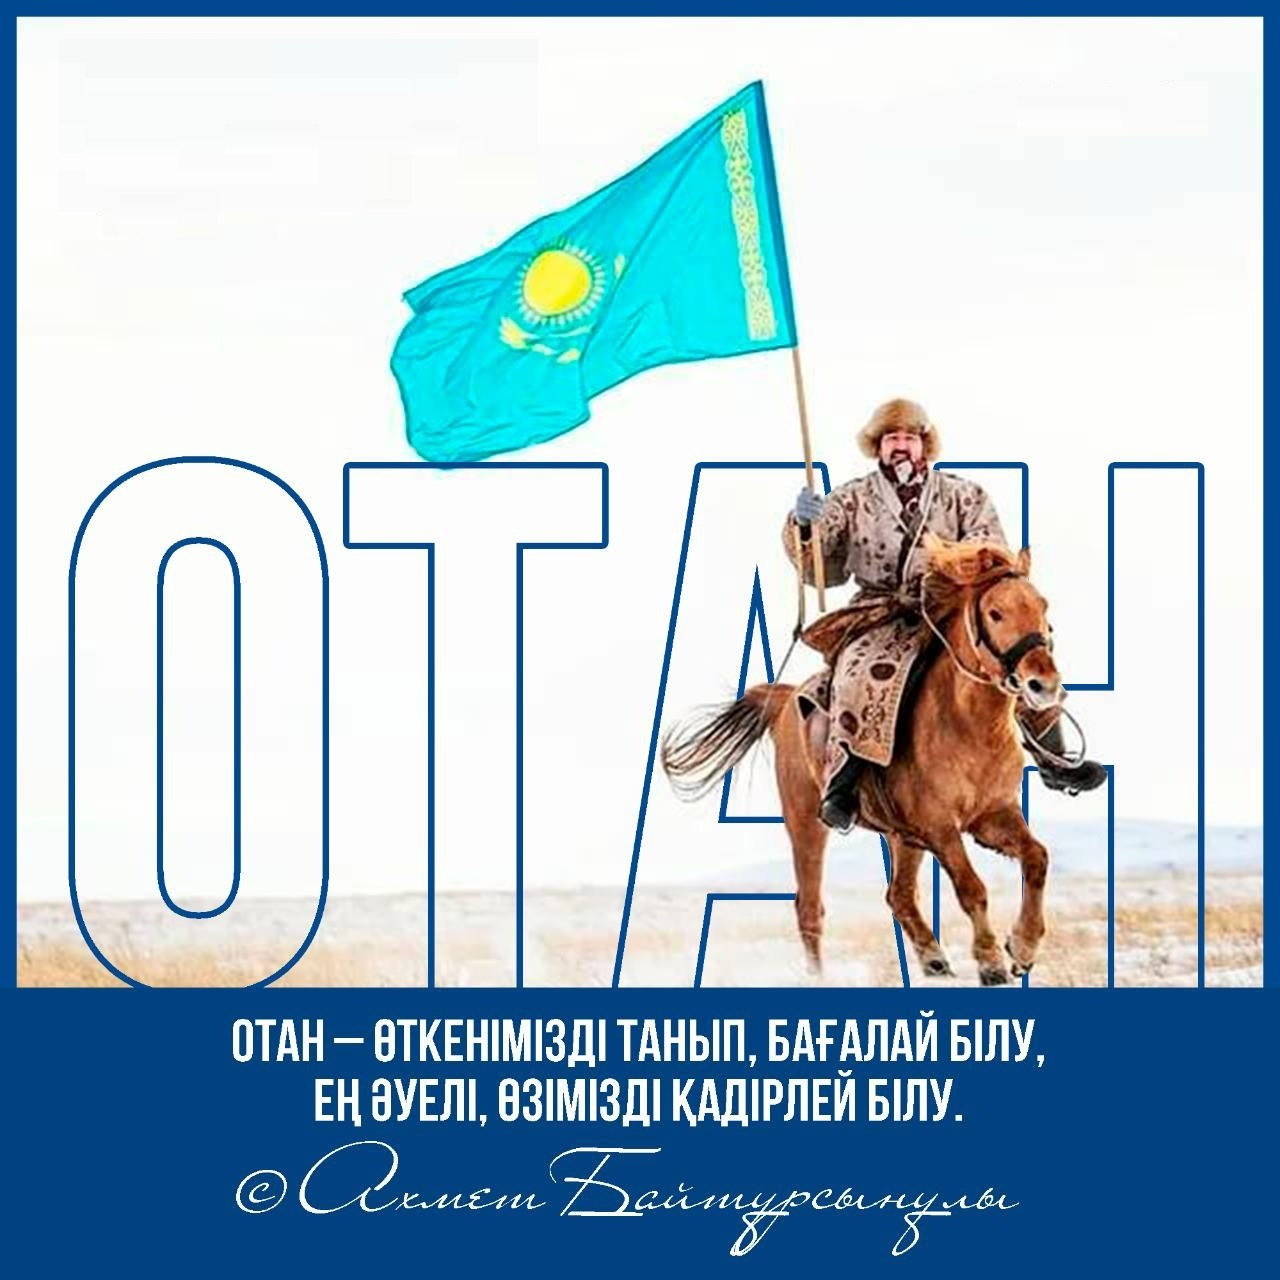 ОТАН
ОТАН – ӨТКЕНІМІЗДІ ТАНЫП, БАҒАЛАЙ БІЛУ,
ЕҢ ӘУЕЛІ, ӨЗІМІЗДІ ҚАДІРЛЕЙ БІЛУ.
© Ахмет Байтұрсынұлы